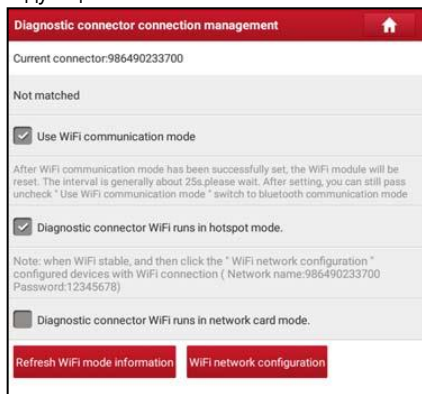 Diagnostic connector connection management
Current connector:986490233700
Not matched
Use WiFi communication mode
After WiFi communication mode has been successfully set, the WiFi module will be
reset. The interval is generally about 25s.please wait. After setting, you can still pass
uncheck " Use WiFi communication mode " switch to bluetooth communication mode
Diagnostic connector WiFi runs in hotspot mode.
Note: when WiFi stable, and then click the " WiFi network configuration "
configured devices with WiFi connection ( Network name:986490233700
Password:12345678)
Diagnostic connector WiFi runs in network card mode.
Refresh WiFi mode information WiFi network configuration